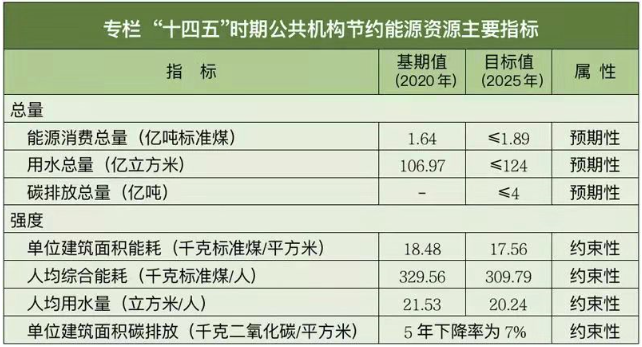 专栏 “十四五”时期公共机构节约能源资源主要指标
指 标 基期值（2020年） 目标值（2025年） 属 性
总量
能源消费总量（亿吨标准煤） 1.64 ≤1.89 预期性
用水总量（亿立方米） 106.97 ≤124 预期性
碳排放总量（亿吨） - ≤4 预期性
强度
单位建筑面积能耗（千克标准煤/平方米） 18.48 17.56 约束性
人均综合能耗（千克标准煤/人） 329.56 309.79 约束性
人均用水量（立方米/人） 21.53 20.24 约束性
单位建筑面积碳排放（千克二氧化碳/平方米） 5年下降率为7% 约束性